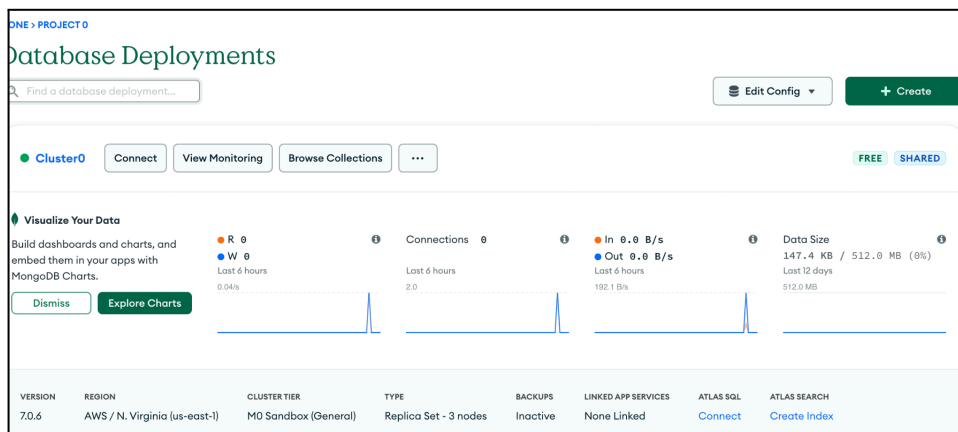 ONE > PROJECT 0
Database Deployments
Find a database deployment...
Edit Config
+ Create
Cluster0
Connect
View Monitoring
Browse Collections
...
FREE
SHARED
Visualize Your Data
Build dashboards and charts, and
embed them in your apps with
MongoDB Charts.
Dismiss
Explore Charts
R 0
W 0
Last 6 hours
0.04/s
Connections 0
Last 6 hours
2.0
In 0.0 B/s
Out 0.0 B/s
Last 6 hours
192.1 B/s
Data Size
147.4 KB / 512.0 MB (0%)
Last 12 days
512.0 MB
VERSION
7.0.6
REGION
AWS / N. Virginia (us-east-1)
CLUSTER TIER
M0 Sandbox (General)
TYPE
Replica Set - 3 nodes
BACKUPS
Inactive
LINKED APP SERVICES
None Linked
ATLAS SQL
Connect
ATLAS SEARCH
Create Index